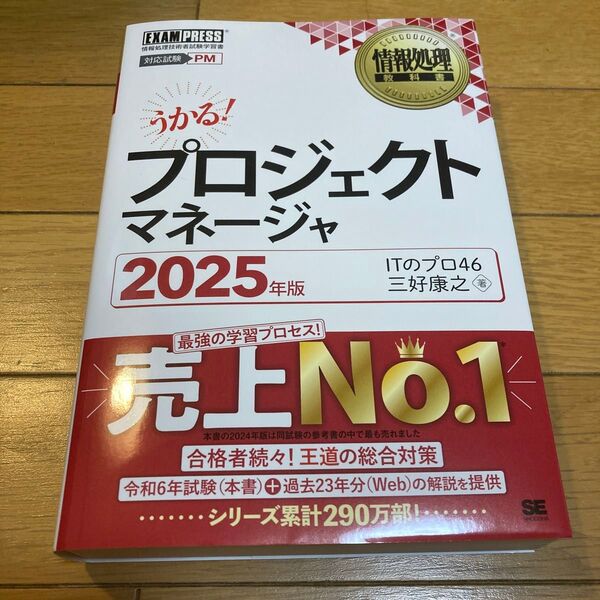 EXAMPRESS
情報処理技術者試験学習書
対応試験 PM
情報処理
教科書
うかる!
プロジェクト
マネージャ
2025年版
ITのプロ46
三好康之 著
最強の学習プロセス!
売上No.1*
本書の2024年版は同試験の参考書の中で最も売れました
合格者続々!王道の総合対策
令和6年試験(本書)+過去23年分(Web)の解説を提供
シリーズ累計290万部!
SE
SHOEISHA